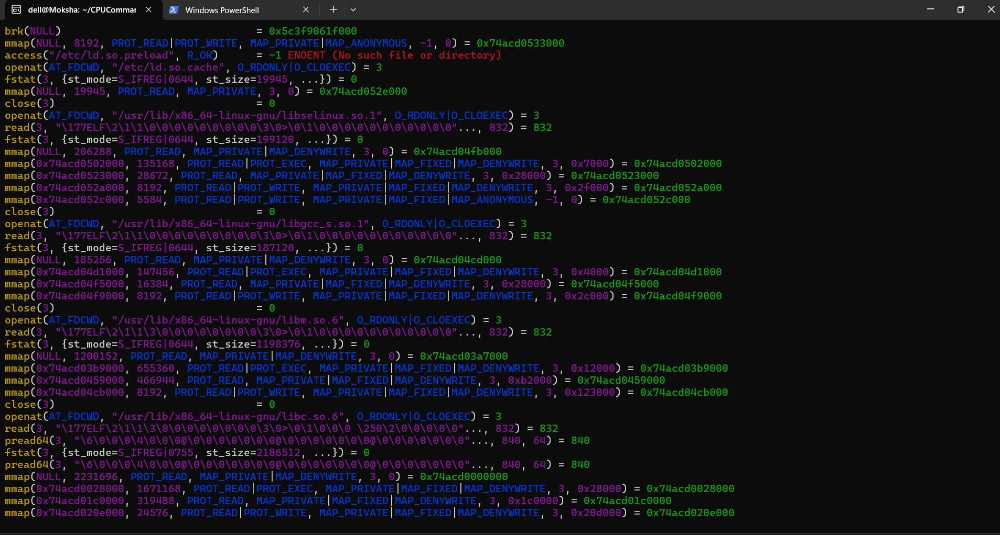 dell@Moksha: ~/CPUComma
Windows PowerShell
brk(NULL) = 0x5c3f9061f000
mmap(NULL, 8192, PROT_READ|PROT_WRITE, MAP_PRIVATE|MAP_ANONYMOUS, -1, 0) = 0x74acd0533000
access("/etc/ld.so.preload", R_OK) = -1 ENOENT (No such file or directory)
openat(AT_FDCWD, "/etc/ld.so.cache", O_RDONLY|O_CLOEXEC) = 3
fstat(3, {st_mode=S_IFREG|0644, st_size=19945, ...}) = 0
mmap(NULL, 19945, PROT_READ, MAP_PRIVATE, 3, 0) = 0x74acd052e000
close(3) = 0
openat(AT_FDCWD, "/usr/lib/x86_64-linux-gnu/libselinux.so.1", O_RDONLY|O_CLOEXEC) = 3
read(3, "\177ELF\2\1\1\0\0\0\0\0\0\0\0\0\3\0>\0\1\0\0\0\0\0\0\0\0\0\0\0"..., 832) = 832
fstat(3, {st_mode=S_IFREG|0644, st_size=199120, ...}) = 0
mmap(NULL, 206288, PROT_READ, MAP_PRIVATE|MAP_DENYWRITE, 3, 0) = 0x74acd04fb000
mmap(0x74acd0502000, 135168, PROT_READ|PROT_EXEC, MAP_PRIVATE|MAP_FIXED|MAP_DENYWRITE, 3, 0x7000) = 0x74acd0502000
mmap(0x74acd0523000, 28672, PROT_READ, MAP_PRIVATE|MAP_FIXED|MAP_DENYWRITE, 3, 0x28000) = 0x74acd0523000
mmap(0x74acd052a000, 8192, PROT_READ|PROT_WRITE, MAP_PRIVATE|MAP_FIXED|MAP_DENYWRITE, 3, 0x2f000) = 0x74acd052a000
mmap(0x74acd052c000, 5584, PROT_READ|PROT_WRITE, MAP_PRIVATE|MAP_FIXED|MAP_ANONYMOUS, -1, 0) = 0x74acd052c000
close(3) = 0
openat(AT_FDCWD, "/usr/lib/x86_64-linux-gnu/libgcc_s.so.1", O_RDONLY|O_CLOEXEC) = 3
read(3, "\177ELF\2\1\1\0\0\0\0\0\0\0\0\0\3\0>\0\1\0\0\0\0\0\0\0\0\0\0\0"..., 832) = 832
fstat(3, {st_mode=S_IFREG|0644, st_size=187120, ...}) = 0
mmap(NULL, 185256, PROT_READ, MAP_PRIVATE|MAP_DENYWRITE, 3, 0) = 0x74acd04cd000
mmap(0x74acd04d1000, 147456, PROT_READ|PROT_EXEC, MAP_PRIVATE|MAP_FIXED|MAP_DENYWRITE, 3, 0x4000) = 0x74acd04d1000
mmap(0x74acd04f5000, 16384, PROT_READ, MAP_PRIVATE|MAP_FIXED|MAP_DENYWRITE, 3, 0x28000) = 0x74acd04f5000
mmap(0x74acd04f9000, 8192, PROT_READ|PROT_WRITE, MAP_PRIVATE|MAP_FIXED|MAP_DENYWRITE, 3, 0x2c000) = 0x74acd04f9000
close(3) = 0
openat(AT_FDCWD, "/usr/lib/x86_64-linux-gnu/libm.so.6", O_RDONLY|O_CLOEXEC) = 3
read(3, "\177ELF\2\1\1\3\0\0\0\0\0\0\0\0\3\0>\0\1\0\0\0\0\0\0\0\0\0\0\0"..., 832) = 832
fstat(3, {st_mode=S_IFREG|0644, st_size=1198376, ...}) = 0
mmap(NULL, 1200152, PROT_READ, MAP_PRIVATE|MAP_DENYWRITE, 3, 0) = 0x74acd03a7000
mmap(0x74acd03b9000, 655360, PROT_READ|PROT_EXEC, MAP_PRIVATE|MAP_FIXED|MAP_DENYWRITE, 3, 0x12000) = 0x74acd03b9000
mmap(0x74acd0459000, 466944, PROT_READ, MAP_PRIVATE|MAP_FIXED|MAP_DENYWRITE, 3, 0xb2000) = 0x74acd0459000
mmap(0x74acd04cb000, 8192, PROT_READ|PROT_WRITE, MAP_PRIVATE|MAP_FIXED|MAP_DENYWRITE, 3, 0x123000) = 0x74acd04cb000
close(3) = 0
openat(AT_FDCWD, "/usr/lib/x86_64-linux-gnu/libc.so.6", O_RDONLY|O_CLOEXEC) = 3
read(3, "\177ELF\2\1\1\3\0\0\0\0\0\0\0\0\3\0>\0\1\0\0\0 \250\2\0\0\0\0\0"..., 832) = 832
pread64(3, "\6\0\0\0\4\0\0\0@\0\0\0\0\0\0\0@\0\0\0\0\0\0\0@\0\0\0\0\0\0\0"..., 840, 64) = 840
fstat(3, {st_mode=S_IFREG|0755, st_size=2186512, ...}) = 0
pread64(3, "\6\0\0\0\4\0\0\0@\0\0\0\0\0\0\0@\0\0\0\0\0\0\0@\0\0\0\0\0\0\0"..., 840, 64) = 840
mmap(NULL, 2231696, PROT_READ, MAP_PRIVATE|MAP_DENYWRITE, 3, 0) = 0x74acd0000000
mmap(0x74acd0028000, 1671168, PROT_READ|PROT_EXEC, MAP_PRIVATE|MAP_FIXED|MAP_DENYWRITE, 3, 0x28000) = 0x74acd0028000
mmap(0x74acd01c0000, 319488, PROT_READ, MAP_PRIVATE|MAP_FIXED|MAP_DENYWRITE, 3, 0x1c0000) = 0x74acd01c0000
mmap(0x74acd020e000, 24576, PROT_READ|PROT_WRITE, MAP_PRIVATE|MAP_FIXED|MAP_DENYWRITE, 3, 0x20d000) = 0x74acd020e000